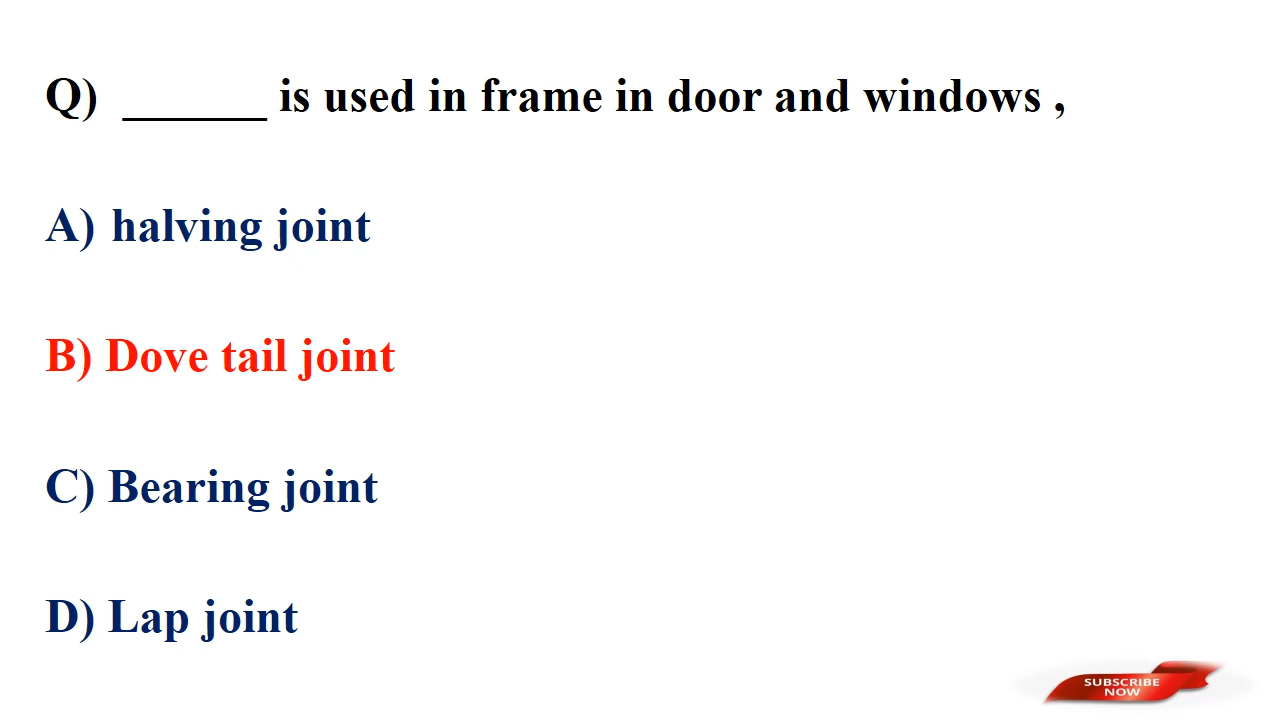 Q) ______ is used in frame in door and windows ,
A) halving joint
B) Dove tail joint
C) Bearing joint
D) Lap joint
SUBSCRIBE
NOW